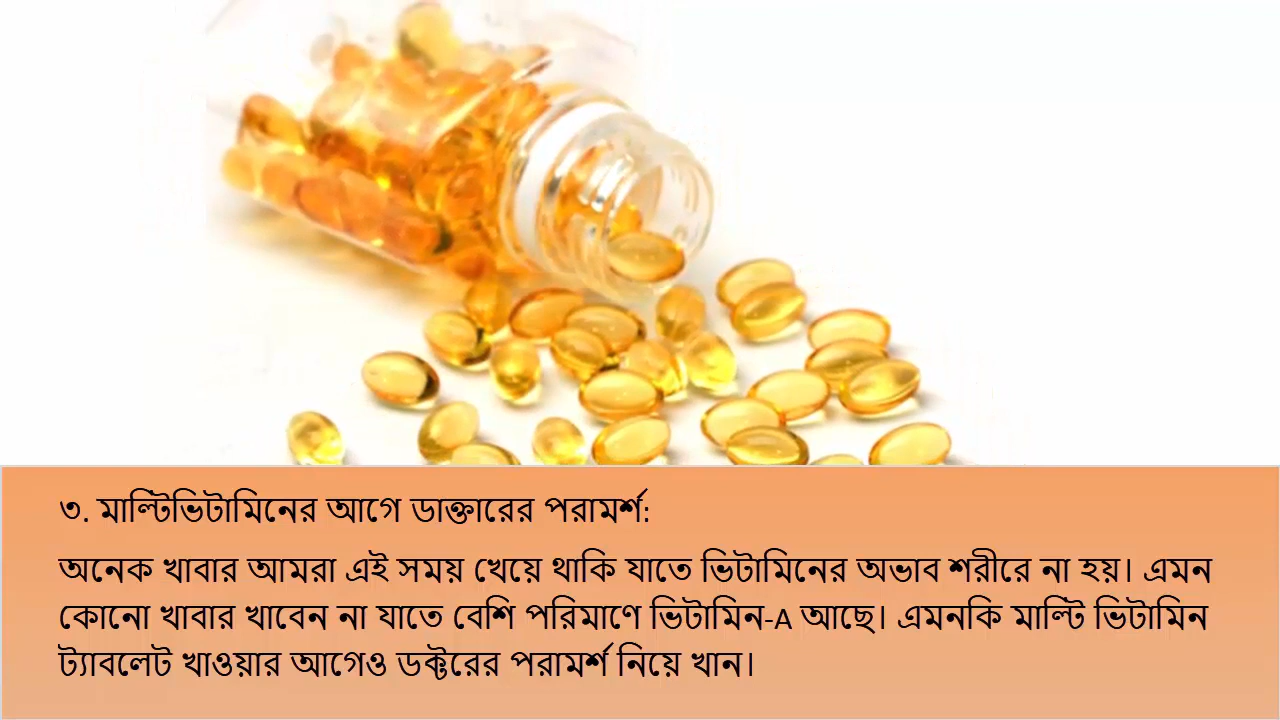 ৩. মাল্টিভিটামিনের আগে ডাক্তারের পরামর্শ:
অনেক খাবার আমরা এই সময় খেয়ে থাকি যাতে ভিটামিনের অভাব শরীরে না হয়। এমন
কোনো খাবার খাবেন না যাতে বেশি পরিমাণে ভিটামিন-A আছে। এমনকি মাল্টি ভিটামিন
ট্যাবলেট খাওয়ার আগেও ডক্টরের পরামর্শ নিয়ে খান।